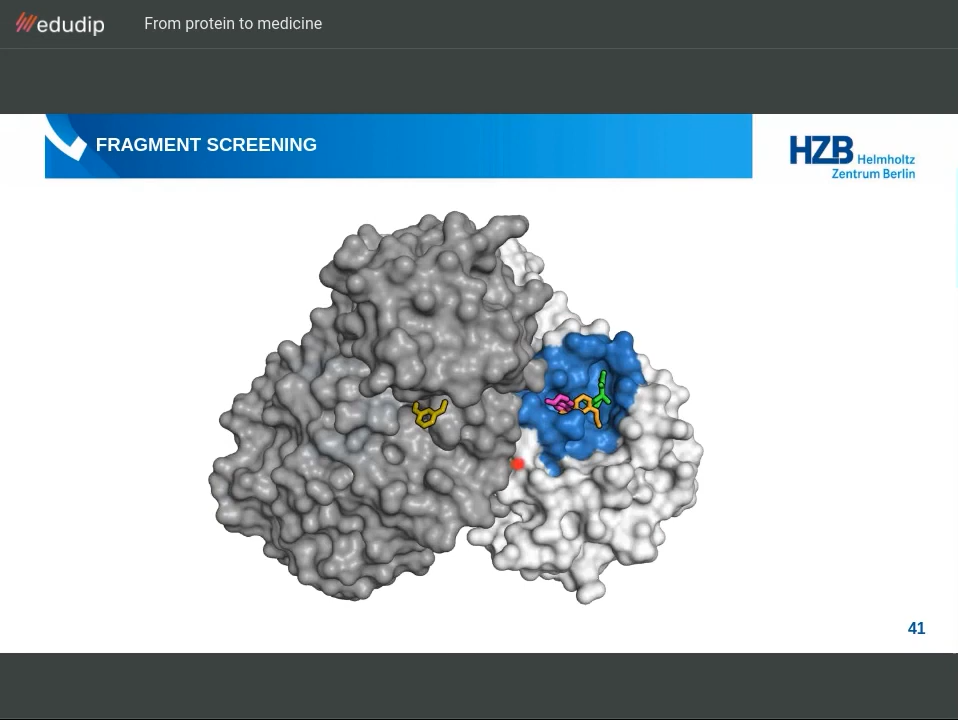 edudip
From protein to medicine
FRAGMENT SCREENING
HZB Helmholtz
Zentrum Berlin
41